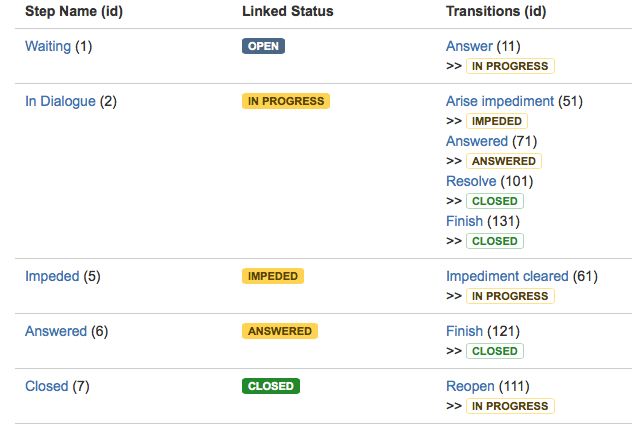 Step Name (id) Linked Status Transitions (id)
Waiting (1) OPEN Answer (11)
>> IN PROGRESS
In Dialogue (2) IN PROGRESS Arise impediment (51)
>> IMPEDED
Answered (71)
>> ANSWERED
Resolve (101)
>> CLOSED
Finish (131)
>> CLOSED
Impeded (5) IMPEDED Impediment cleared (61)
>> IN PROGRESS
Answered (6) ANSWERED Finish (121)
>> CLOSED
Closed (7) CLOSED Reopen (111)
>> IN PROGRESS